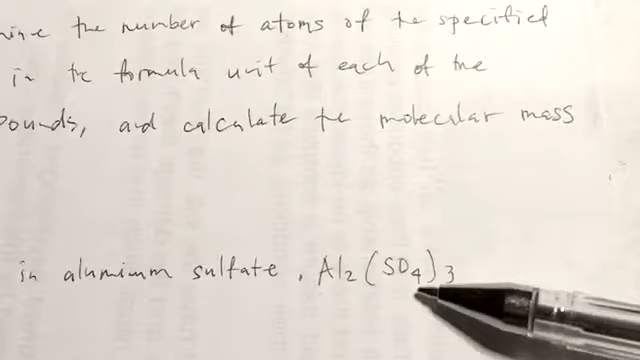 the number of atoms of the specified
in the formula unit of each of the
and calculate the molecular mass
in aluminum sulfate, Al₂(SO₄)₃